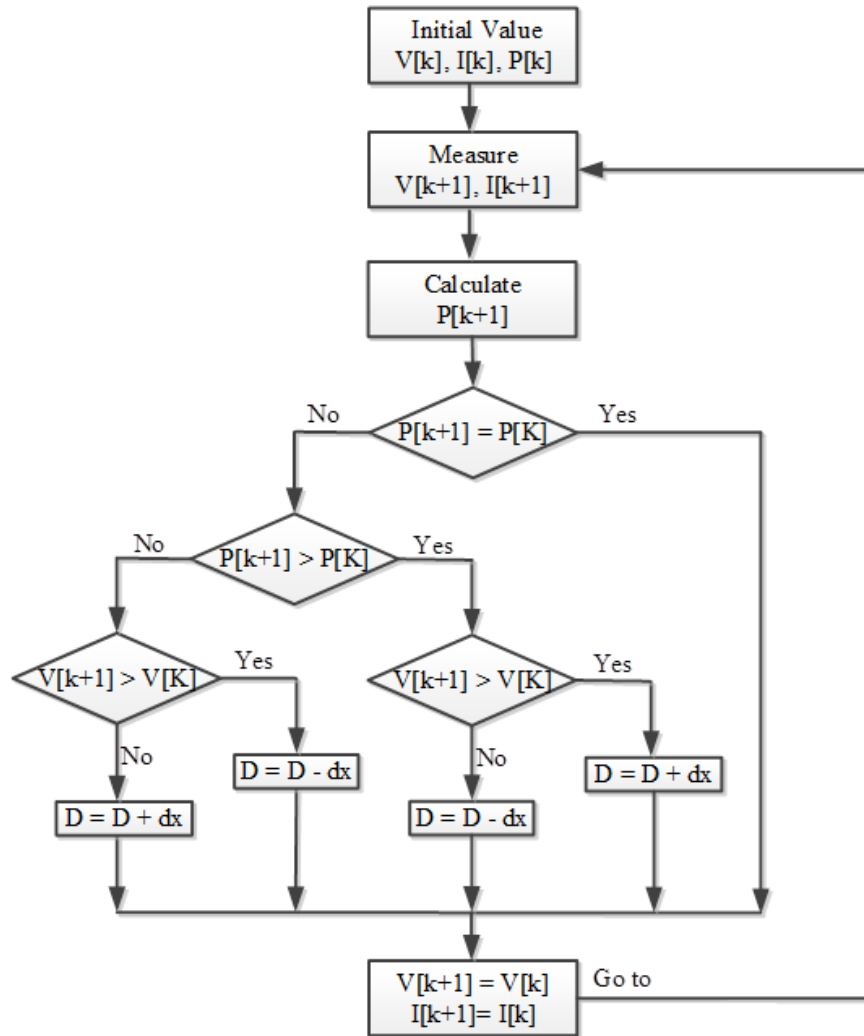 Initial Value
V[k], I[k], P[k]
Measure
V[k+1], I[k+1]
Calculate
P[k+1]
No
P[k+1] = P[K]
Yes
No
P[k+1] > P[K]
Yes
V[k+1] > V[K]
Yes
V[k+1] > V[K]
Yes
No
D = D - dx
No
D = D + dx
D = D + dx
D = D - dx
V[k+1] = V[k]
I[k+1]= I[k]
Go to